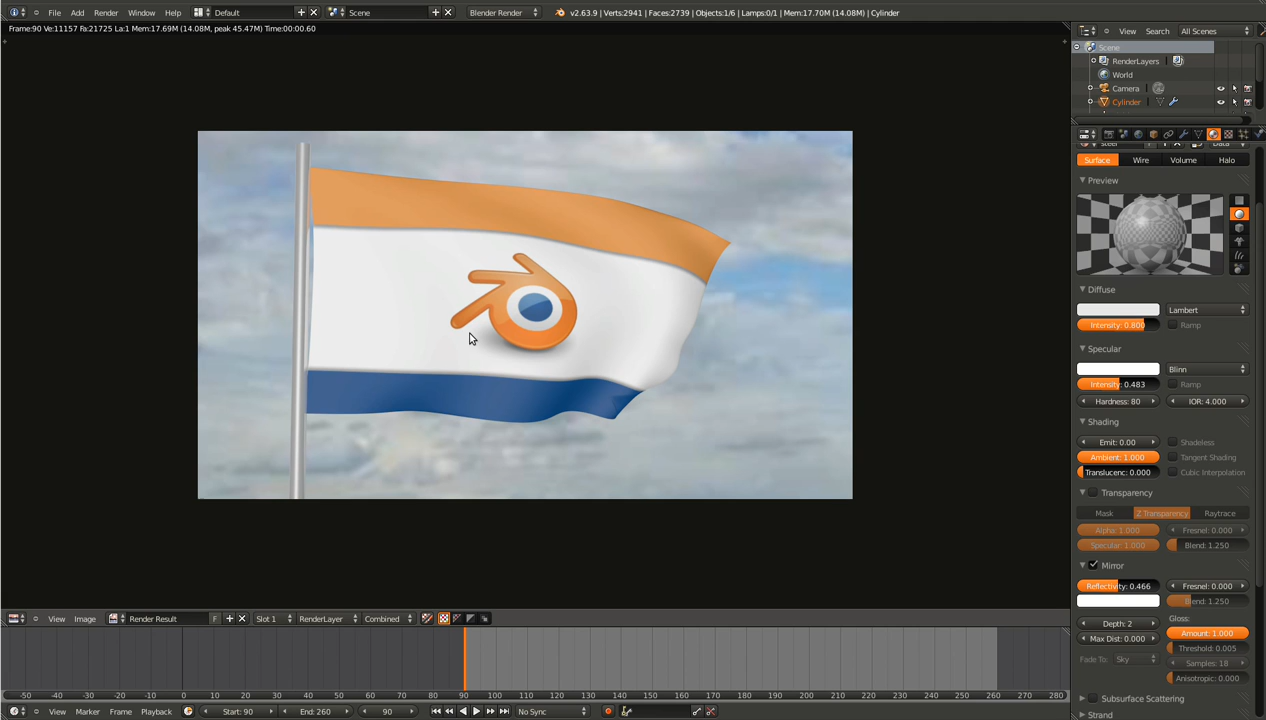 File Add Render Window Help Default Scene Blender Render v2.63.9 | Verts:2941 | Faces:2739 | Objects:1/6 | Lamps:0/1 | Mem:17.70M (14.08M), | Cylinder
Frame:90 Ve:11157 Fa:21725 La:1 Mem:17.69M (14.08M, peak 45.47M) Time:00:00.60
View Search All Scenes
Scene
RenderLayers
World
Camera
Cylinder
steel F Data
Surface Wire Volume Halo
Preview
Diffuse
Lambert
Intensity: 0.800 Ramp
Specular
Blinn
Intensity: 0.483 Ramp
Hardness: 80 IOR: 4.000
Shading
Emit: 0.00 Shadeless
Ambient: 1.000 Tangent Shading
Translucenc: 0.000 Cubic Interpolation
Transparency
Mask Z Transparency Raytrace
Alpha: 1.000 Fresnel: 0.000
Specular: 1.000 Blend: 1.250
Mirror
Reflectivity: 0.466 Fresnel: 0.000
Blend: 1.250
Depth: 2 Gloss:
Amount: 1.000
Max Dist: 0.000 Threshold: 0.005
Fade To: Sky Samples: 18
Anisotropic: 0.000
Subsurface Scattering
Strand
View Image Render Result F Slot 1 RenderLayer Combined
-50 -40 -30 -20 -10 0 10 20 30 40 50 60 70 80 90 100 110 120 130 140 150 160 170 180 190 200 210 220 230 240 250 260 270 280
View Marker Frame Playback Start: 90 End: 260 90 No Sync